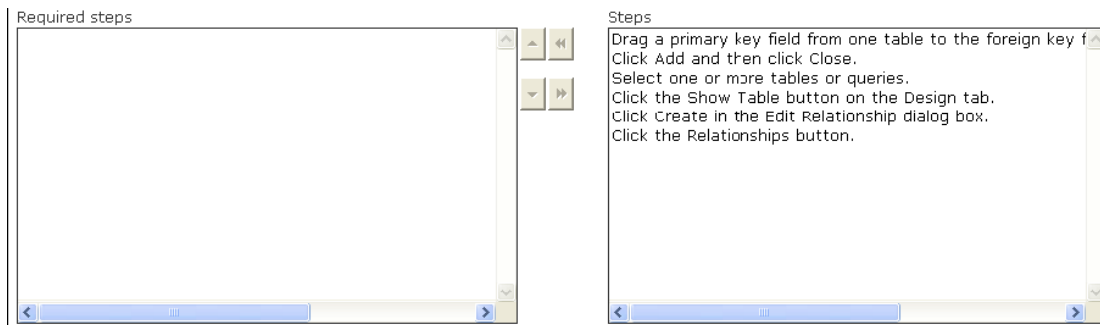 Required steps
Steps
Drag a primary key field from one table to the foreign key f
Click Add and then click Close.
Select one or more tables or queries.
Click the Show Table button on the Design tab.
Click Create in the Edit Relationship dialog box.
Click the Relationships button.